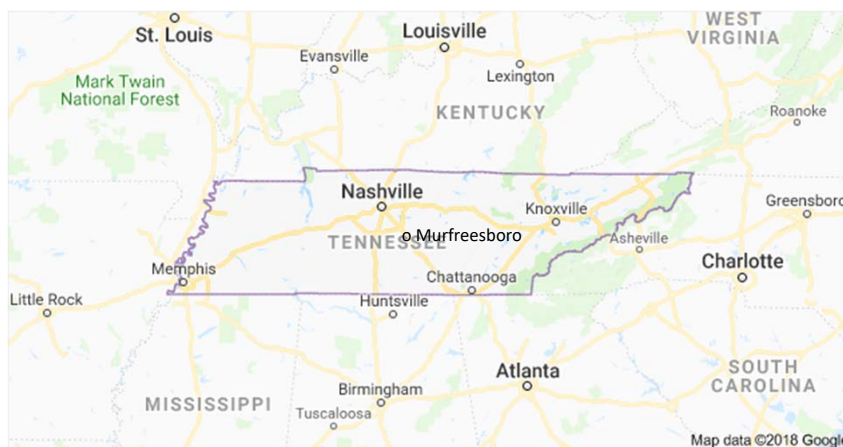 St. Louis
Louisville
WEST
VIRGINIA
Evansville
Lexington
Mark Twain
National Forest
KENTUCKY
Roanoke
Nashville
Knoxville
Greensboro
o Murfreesboro
TENNESSEE
Asheville
Memphis
Chattanooga
Charlotte
Little Rock
Huntsville
Atlanta
SOUTH
CAROLINA
Birmingham
MISSISSIPPI
Tuscaloosa
Map data ©2018 Google